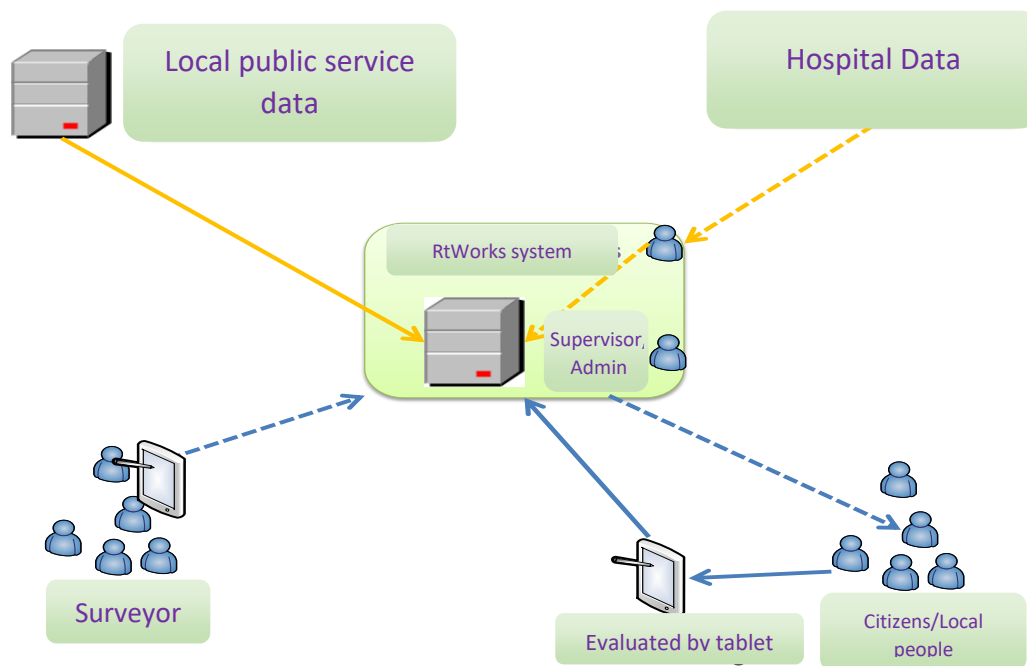 Local public service
data
Hospital Data
RtWorks system
Supervisor,
Admin
Surveyor
Evaluated by tablet
Citizens/Local
people